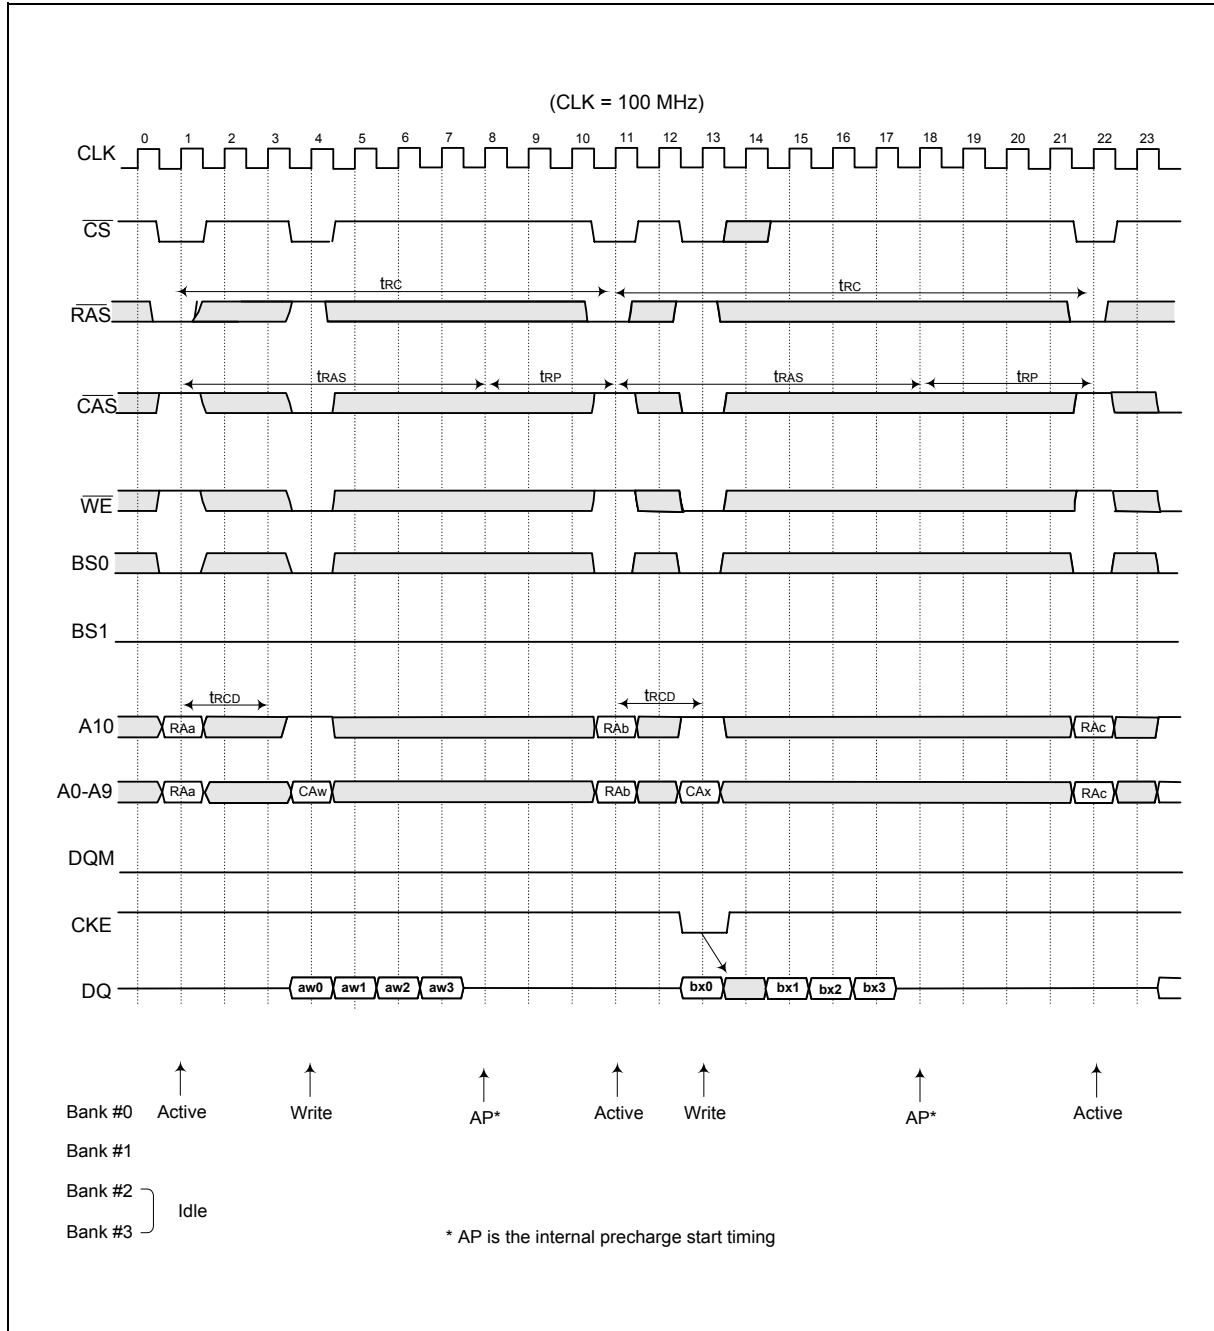 (CLK = 100 MHz)
0 1 2 3 4 5 6 7 8 9 10 11 12 13 14 15 16 17 18 19 20 21 22 23
CLK
CS
tRC tRC
RAS
tRAS tRP tRAS tRP
CAS
WE
BS0
BS1
tRCD tRCD
A10 RAa RAb RAc
A0-A9 RAa CAw RAb CAx RAc
DQM
CKE
DQ aw0 aw1 aw2 aw3 bx0 bx1 bx2 bx3
Bank #0 Active Write AP* Active Write AP* Active
Bank #1
Bank #2
Idle
Bank #3
* AP is the internal precharge start timing